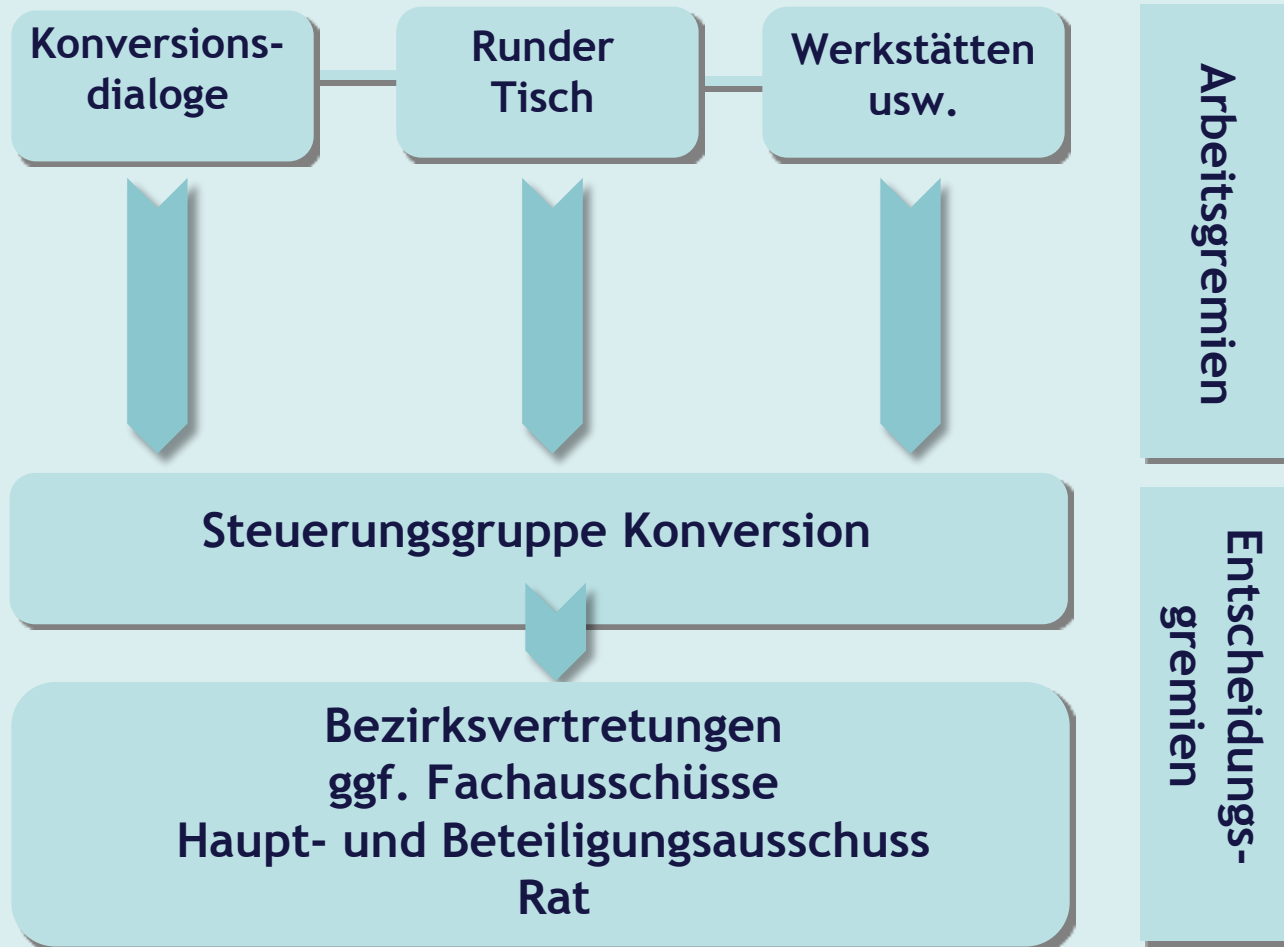 Konversions-
dialoge
Runder
Tisch
Werkstätten
usw.
Arbeitsgremien
Steuerungsgruppe Konversion
Entscheidungs-
gremien
Bezirksvertretungen
ggf. Fachausschüsse
Haupt- und Beteiligungsausschuss
Rat